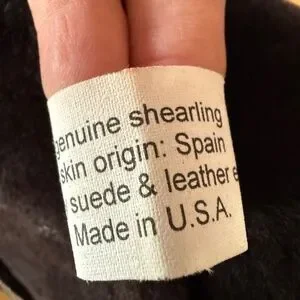 genuine shearling
skin origin: Spain
suede & leather e
Made in U.S.A.